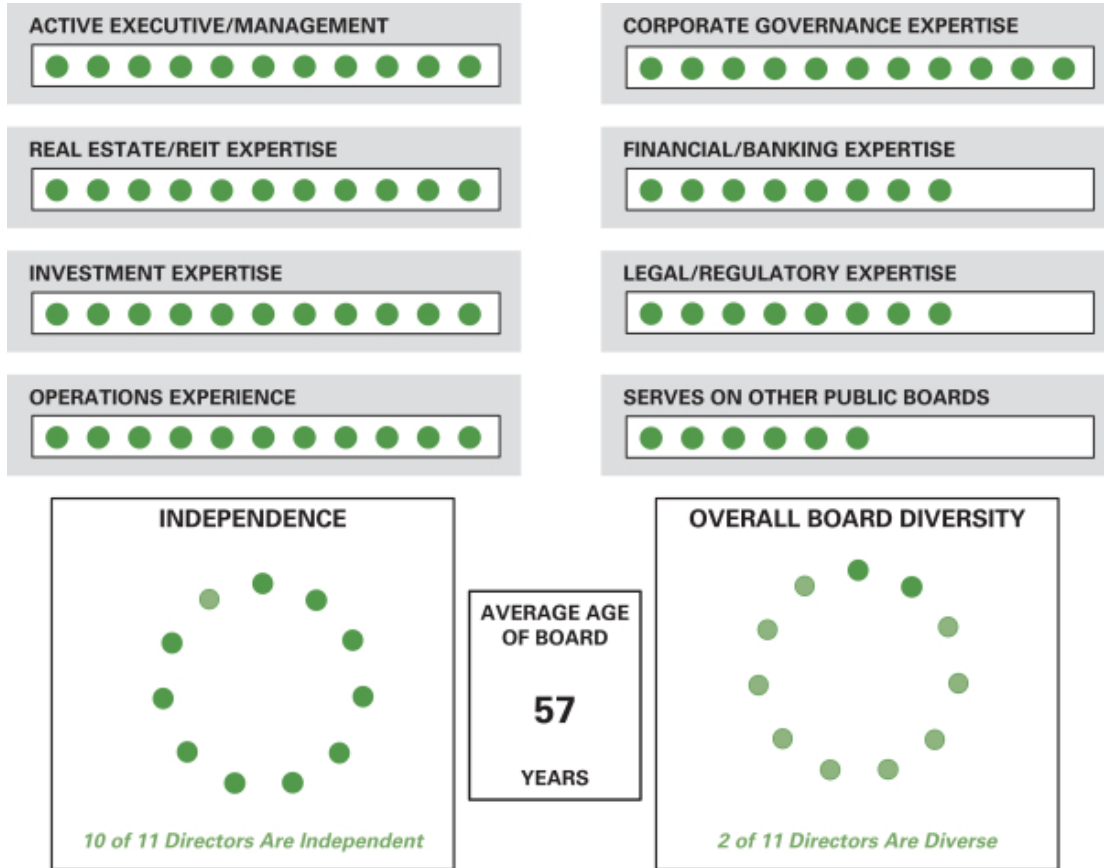 ACTIVE EXECUTIVE/MANAGEMENT
CORPORATE GOVERNANCE EXPERTISE
REAL ESTATE/REIT EXPERTISE
FINANCIAL/BANKING EXPERTISE
INVESTMENT EXPERTISE
LEGAL/REGULATORY EXPERTISE
OPERATIONS EXPERIENCE
SERVES ON OTHER PUBLIC BOARDS
INDEPENDENCE
10 of 11 Directors Are Independent
AVERAGE AGE
OF BOARD
57
YEARS
OVERALL BOARD DIVERSITY
2 of 11 Directors Are Diverse